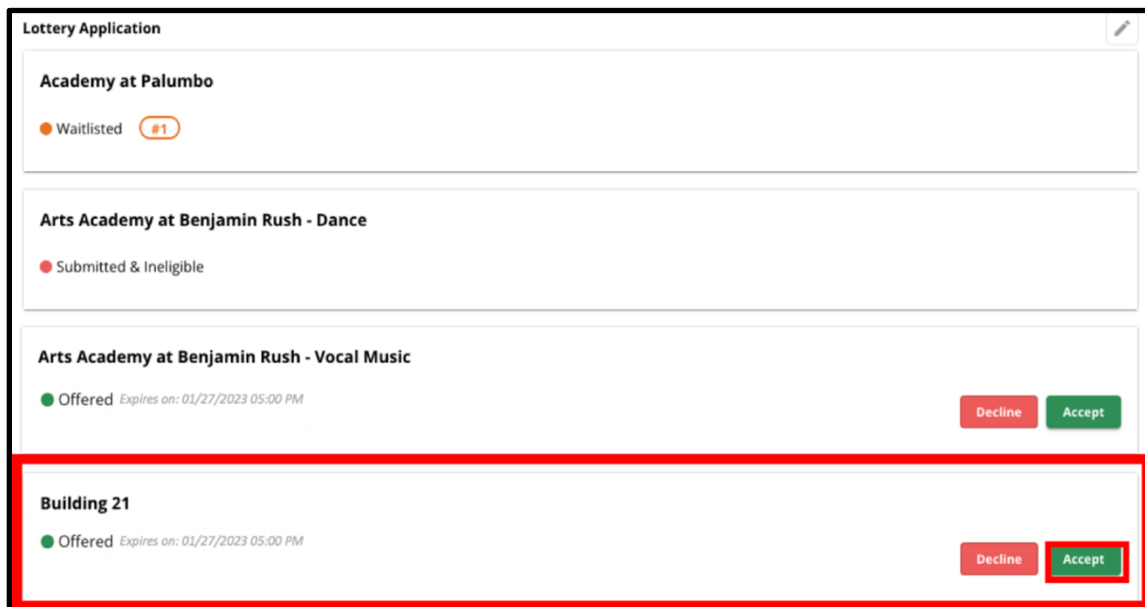 Lottery Application
Academy at Palumbo
Waitlisted #1
Arts Academy at Benjamin Rush - Dance
Submitted & Ineligible
Arts Academy at Benjamin Rush - Vocal Music
Offered Expires on: 01/27/2023 05:00 PM
Decline Accept
Building 21
Offered Expires on: 01/27/2023 05:00 PM
Decline Accept